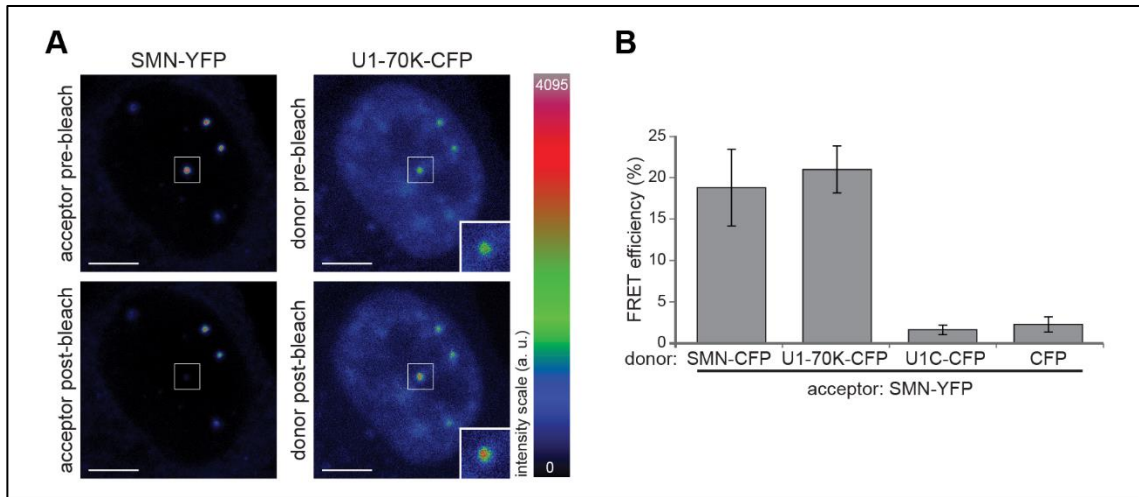 A
SMN-YFP
U1-70K-CFP
acceptor pre-bleach
donor pre-bleach
acceptor post-bleach
donor post-bleach
4095
intensity scale (a. u.)
0
B
FRET efficiency (%)
25
20
15
10
5
0
donor: SMN-CFP U1-70K-CFP U1C-CFP CFP
acceptor: SMN-YFP